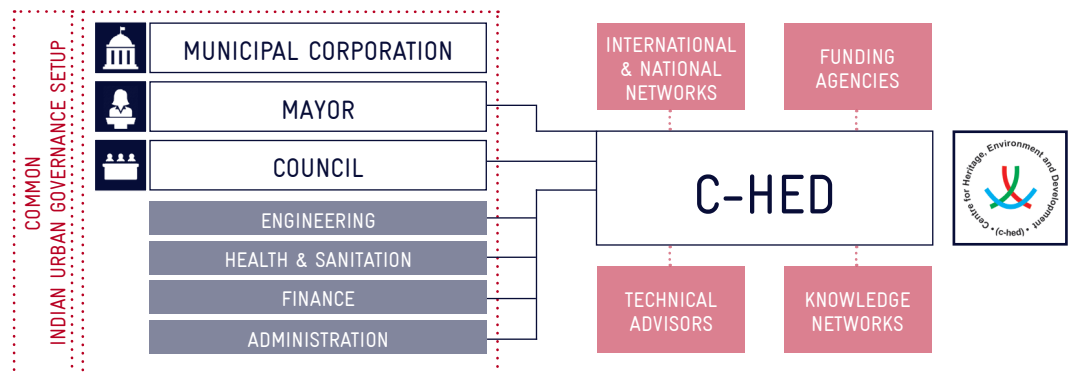 COMMON
INDIAN URBAN GOVERNANCE SETUP
MUNICIPAL CORPORATION
MAYOR
COUNCIL
ENGINEERING
HEALTH & SANITATION
FINANCE
ADMINISTRATION
INTERNATIONAL
& NATIONAL
NETWORKS
FUNDING
AGENCIES
C-HED
TECHNICAL
ADVISORS
KNOWLEDGE
NETWORKS
Centre for Heritage, Environment and Development
• (c-hed) •